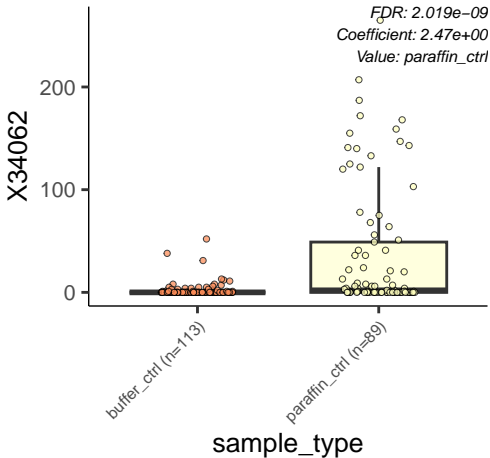 FDR: 2.019e−09
Coefficient: 2.47e+00
Value: paraffin_ctrl
X34062
200
100
0
buffer_ctrl (n=113)
paraffin_ctrl (n=89)
sample_type